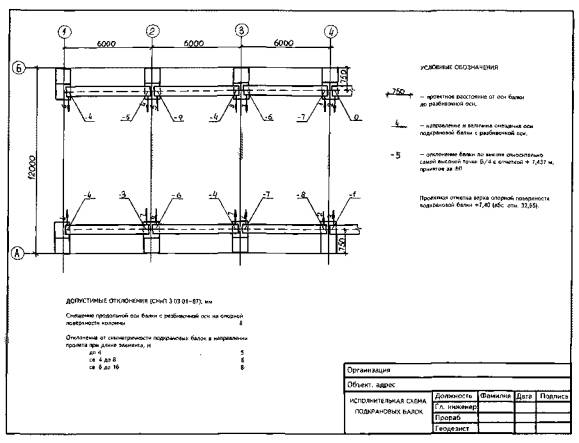 1 2 3 4
6000 6000 6000
Б
750
-4 -5 -9 -4 -6 -7 0
12000
-4 -3 -6 -4 -7 -8 -1
750
А
УСЛОВНЫЕ ОБОЗНАЧЕНИЯ
750 — проектное расстояние от оси балки
до разбивочной оси,
4 — направление и величина смещения оси
подкрановой балки с разбивочной оси,
-5 — отклонение балки по высоте относительно
самой высокой точки Б/4 с отметкой + 7,437 м,
принятое за
Проектная отметка верха опорной поверхности
подкрановой балки +7,40 (абс. отм. 32,65).
ДОПУСТИМЫЕ ОТКЛОНЕНИЯ (СНиП 3 03 01-87), мм
Смещение продольной оси балки с разбивочной оси на опорной
поверхности колонны 8
Отклонение от симметричности подкрановых балок в направлении
пролета при длине элемента, м
до 4 5
св 4 до 8 6
св 8 до 16 8
Организация
Объект, адрес
ИСПОЛНИТЕЛЬНАЯ СХЕМА
ПОДКРАНОВЫХ БАЛОК
Должность Фамилия Дата Подпись
Гл. инженер
Прораб
Геодезист